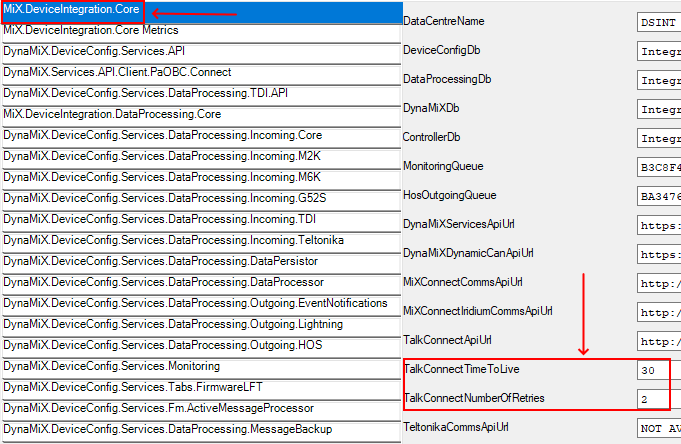 MiX.DeviceIntegration.Core
MiX.DeviceIntegration.Core Metrics
DynaMiX.DeviceConfig.Services.API
DynaMiX.Services.API.Client.PaOBC.Connect
DynaMiX.DeviceConfig.Services.DataProcessing.TDI.API
MiX.DeviceIntegration.DataProcessing.Core
DynaMiX.DeviceConfig.Services.DataProcessing.Incoming.Core
DynaMiX.DeviceConfig.Services.DataProcessing.Incoming.M2K
DynaMiX.DeviceConfig.Services.DataProcessing.Incoming.M6K
DynaMiX.DeviceConfig.Services.DataProcessing.Incoming.G52S
DynaMiX.DeviceConfig.Services.DataProcessing.Incoming.TDI
DynaMiX.DeviceConfig.Services.DataProcessing.Incoming.Teltonika
DynaMiX.DeviceConfig.Services.DataProcessing.DataPersistor
DynaMiX.DeviceConfig.Services.DataProcessing.DataProcessor
DynaMiX.DeviceConfig.Services.DataProcessing.Outgoing.EventNotifications
DynaMiX.DeviceConfig.Services.DataProcessing.Outgoing.Lightning
DynaMiX.DeviceConfig.Services.DataProcessing.Outgoing.HOS
DynaMiX.DeviceConfig.Services.Monitoring
DynaMiX.DeviceConfig.Services.Tabs.FirmwareLFT
DynaMiX.DeviceConfig.Services.Fm.ActiveMessageProcessor
DynaMiX.DeviceConfig.Services.DataProcessing.MessageBackup
DataCentreName DSINT
DeviceConfigDb Integr
DataProcessingDb Integr
DynaMiXDb Integr
ControllerDb Integr
MonitoringQueue B3C8F4
HosOutgoingQueue BA3476
DynaMiXServicesApiUrl https:
DynaMiXDynamicCanApiUrl https:
MiXConnectCommsApiUrl http:/
MiXConnectIridiumCommsApiUrl http:/
TalkConnectApiUrl http:/
TalkConnectTimeToLive 30
TalkConnectNumberOfRetries 2
TeltonikaCommsApiUrl NOT AV